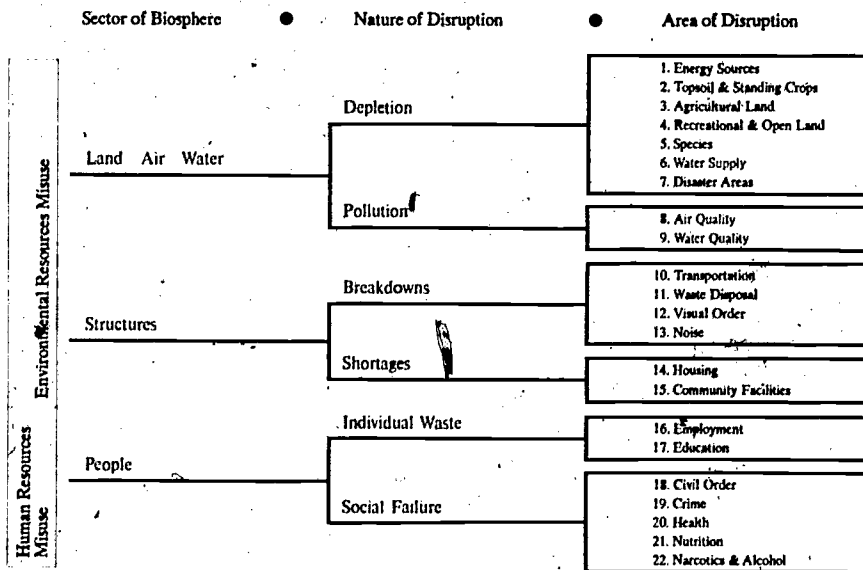 Sector of Biosphere ● Nature of Disruption ● Area of Disruption
Environmental Resources Misuse
Land Air Water
Depletion
1. Energy Sources
2. Topsoil & Standing Crops
3. Agricultural Land
4. Recreational & Open Land
5. Species
6. Water Supply
7. Disaster Areas
Pollution
8. Air Quality
9. Water Quality
Structures
Breakdowns
10. Transportation
11. Waste Disposal
12. Visual Order
13. Noise
Shortages
14. Housing
15. Community Facilities
Human Resources
Misuse
People
Individual Waste
16. Employment
17. Education
Social Failure
18. Civil Order
19. Crime
20. Health
21. Nutrition
22. Narcotics & Alcohol